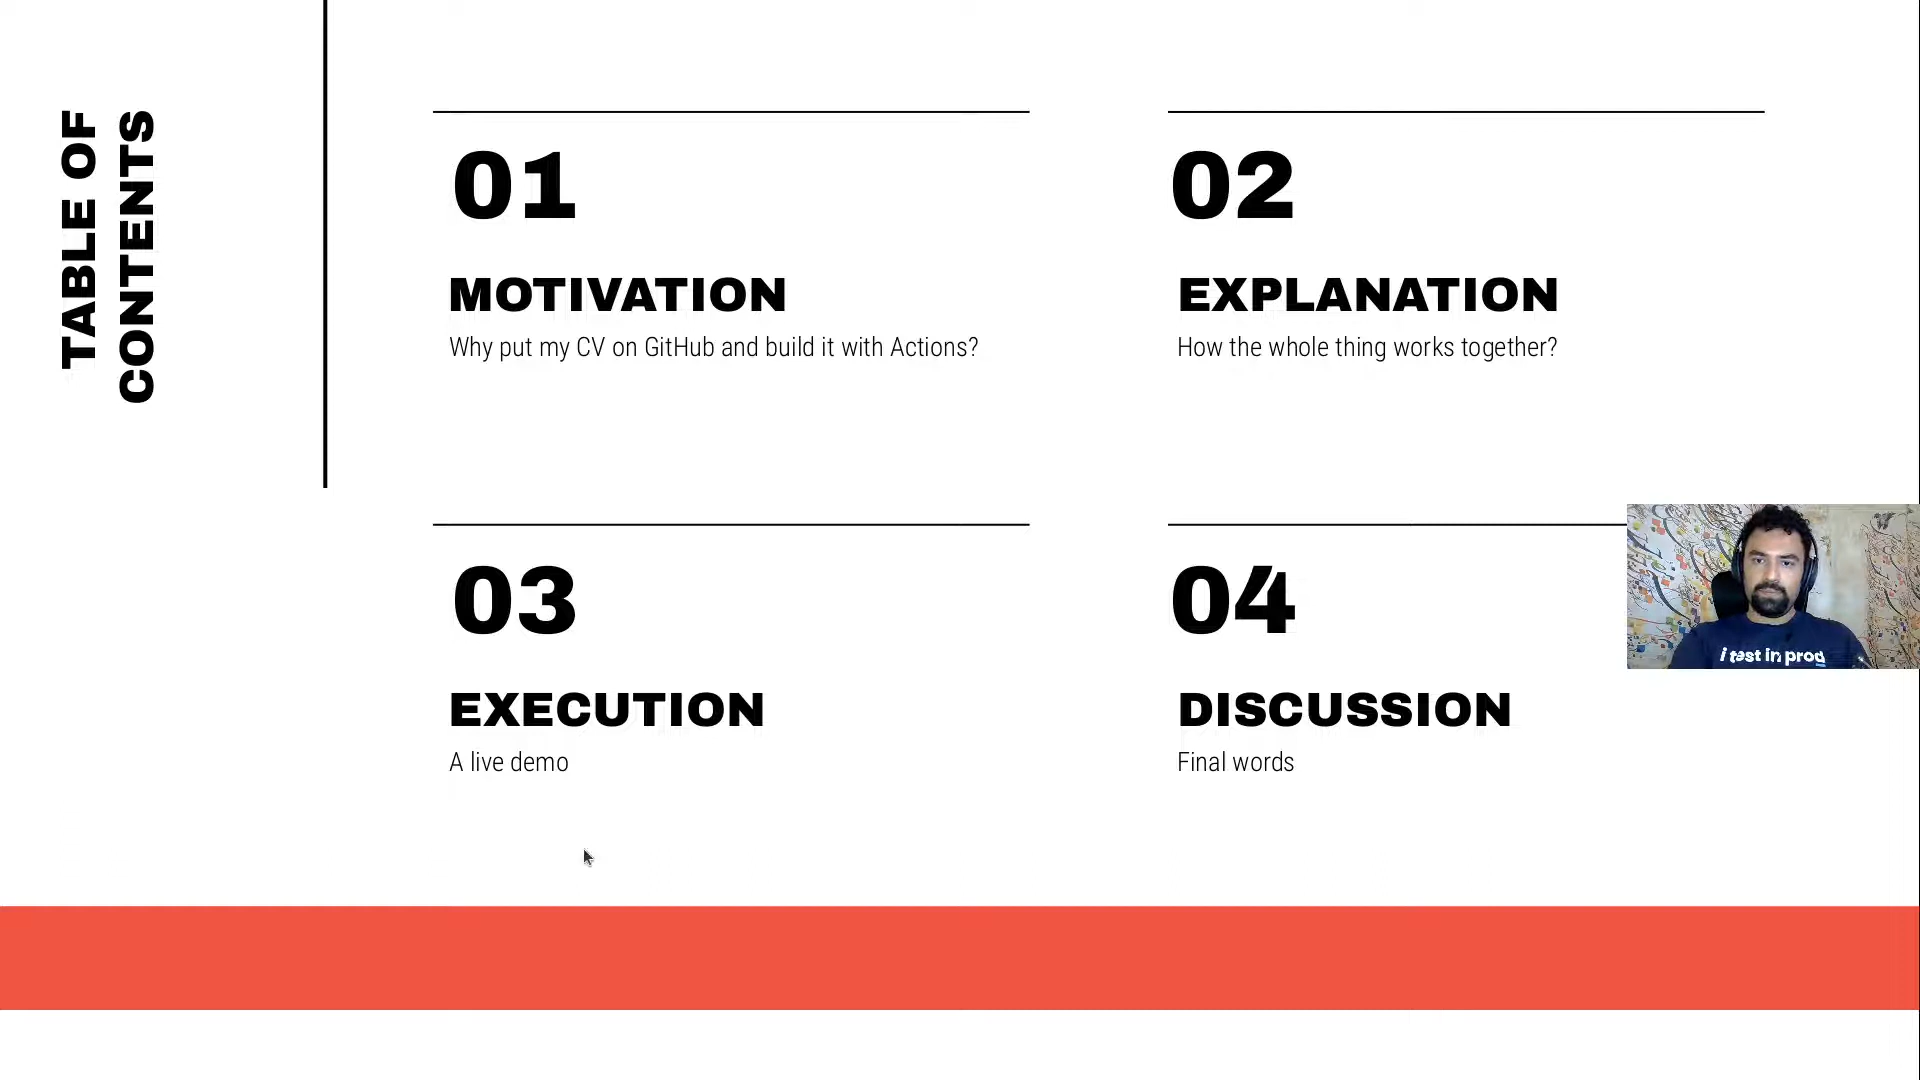 TABLE OF
CONTENTS
01
MOTIVATION
Why put my CV on GitHub and build it with Actions?
02
EXPLANATION
How the whole thing works together?
03
EXECUTION
A live demo
04
DISCUSSION
Final words
i test in prod